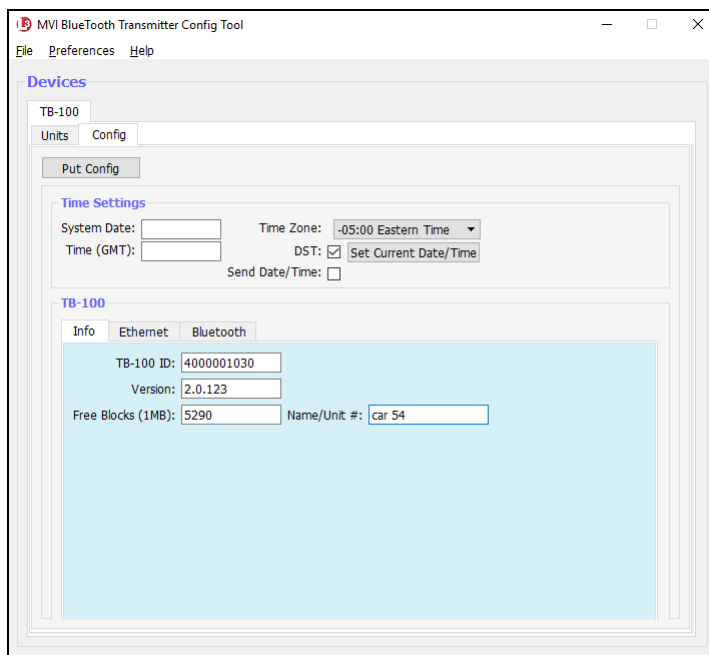 MVI BlueTooth Transmitter Config Tool
File Preferences Help
Devices
TB-100
Units Config
Put Config
Time Settings
System Date: Time Zone: -05:00 Eastern Time
Time (GMT): DST: Set Current Date/Time
Send Date/Time:
TB-100
Info Ethernet Bluetooth
TB-100 ID: 4000001030
Version: 2.0.123
Free Blocks (1MB): 5290 Name/Unit #: car 54